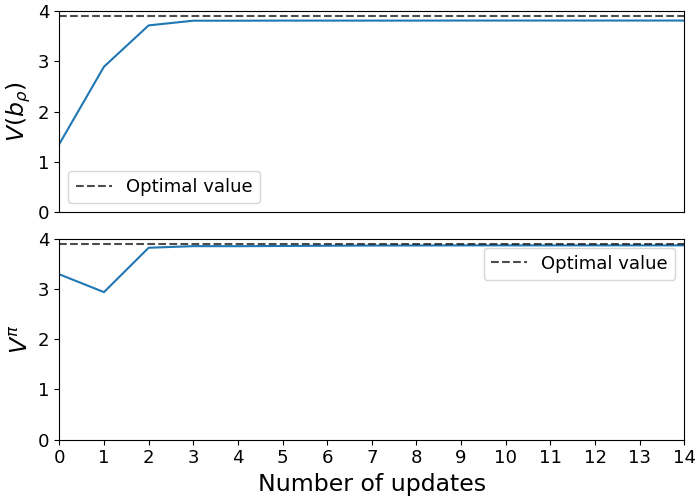 4
3
2
1
0
V(b_ρ)
Optimal value
4
3
2
1
0
V^π
Optimal value
0 1 2 3 4 5 6 7 8 9 10 11 12 13 14
Number of updates